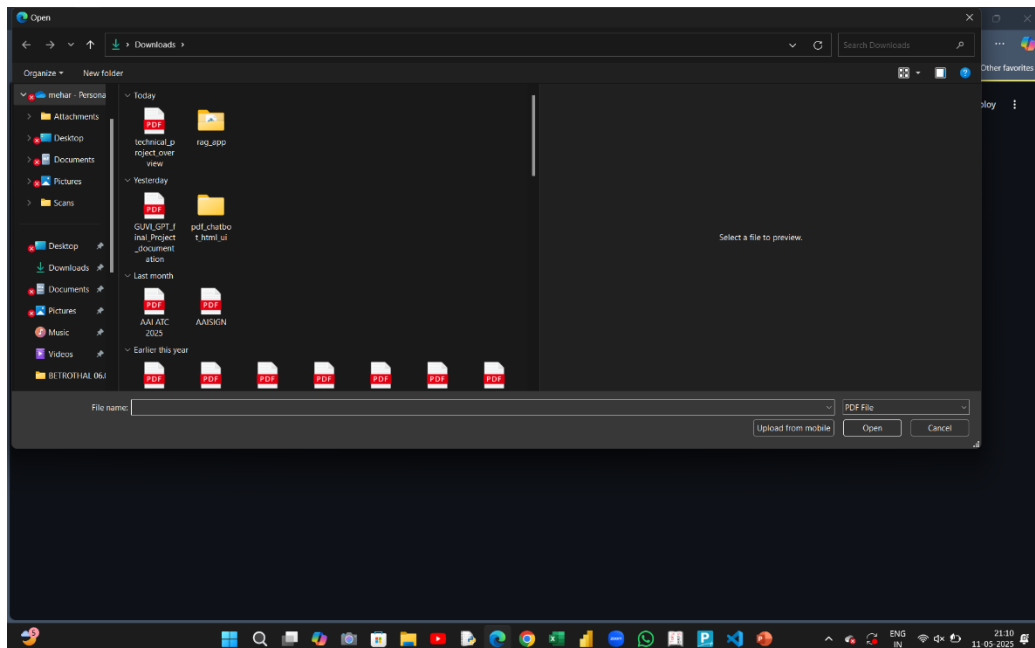 Open
Downloads
Search Downloads
Other favorites
Organize
New folder
ploy
mehar - Persona
Attachments
Desktop
Documents
Pictures
Scans
Desktop
Downloads
Documents
Pictures
Music
Videos
BETROTHAL 06.
Today
PDF
technical_p
roject_over
view
rag_app
Yesterday
PDF
GUVI_GPT_f
inal_Project
_document
ation
pdf_chatbo
t_html_ui
Last month
PDF
AAI ATC
2025
PDF
AAISIGN
Earlier this year
PDF
PDF
PDF
PDF
PDF
PDF
PDF
Select a file to preview.
File name:
PDF File
Upload from mobile
Open
Cancel
5
zoom
ENG
IN
21:10
11-05-2025